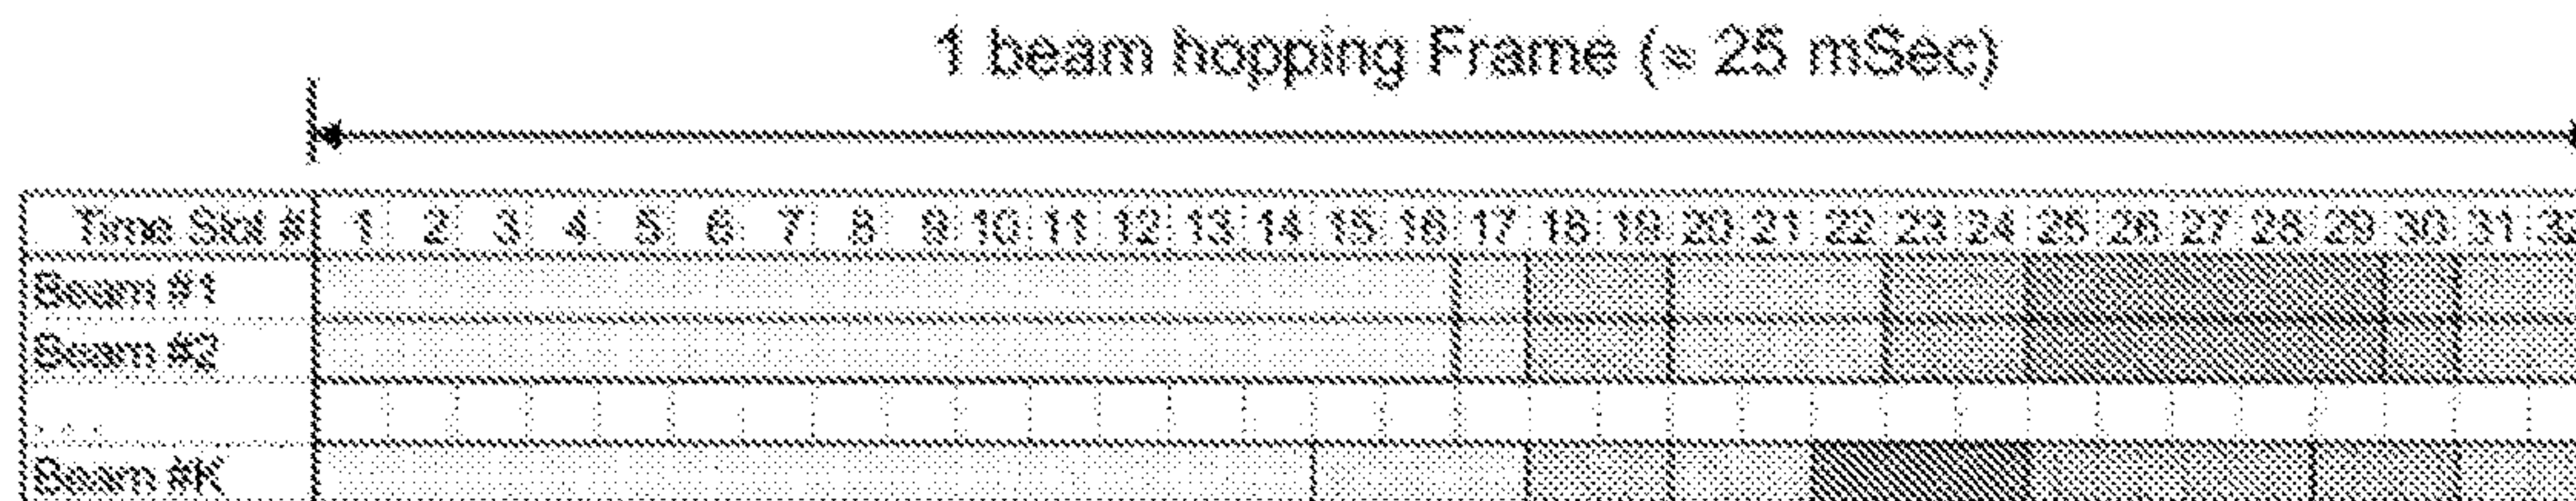 1 beam hopping Frame (≈ 25 mSec)
Time Slot # 1 2 3 4 5 6 7 8 9 10 11 12 13 14 15 16 17 18 19 20 21 22 23 24 25 26 27 28 29 30 31 32
Beam #1
Beam #2
...
Beam #K